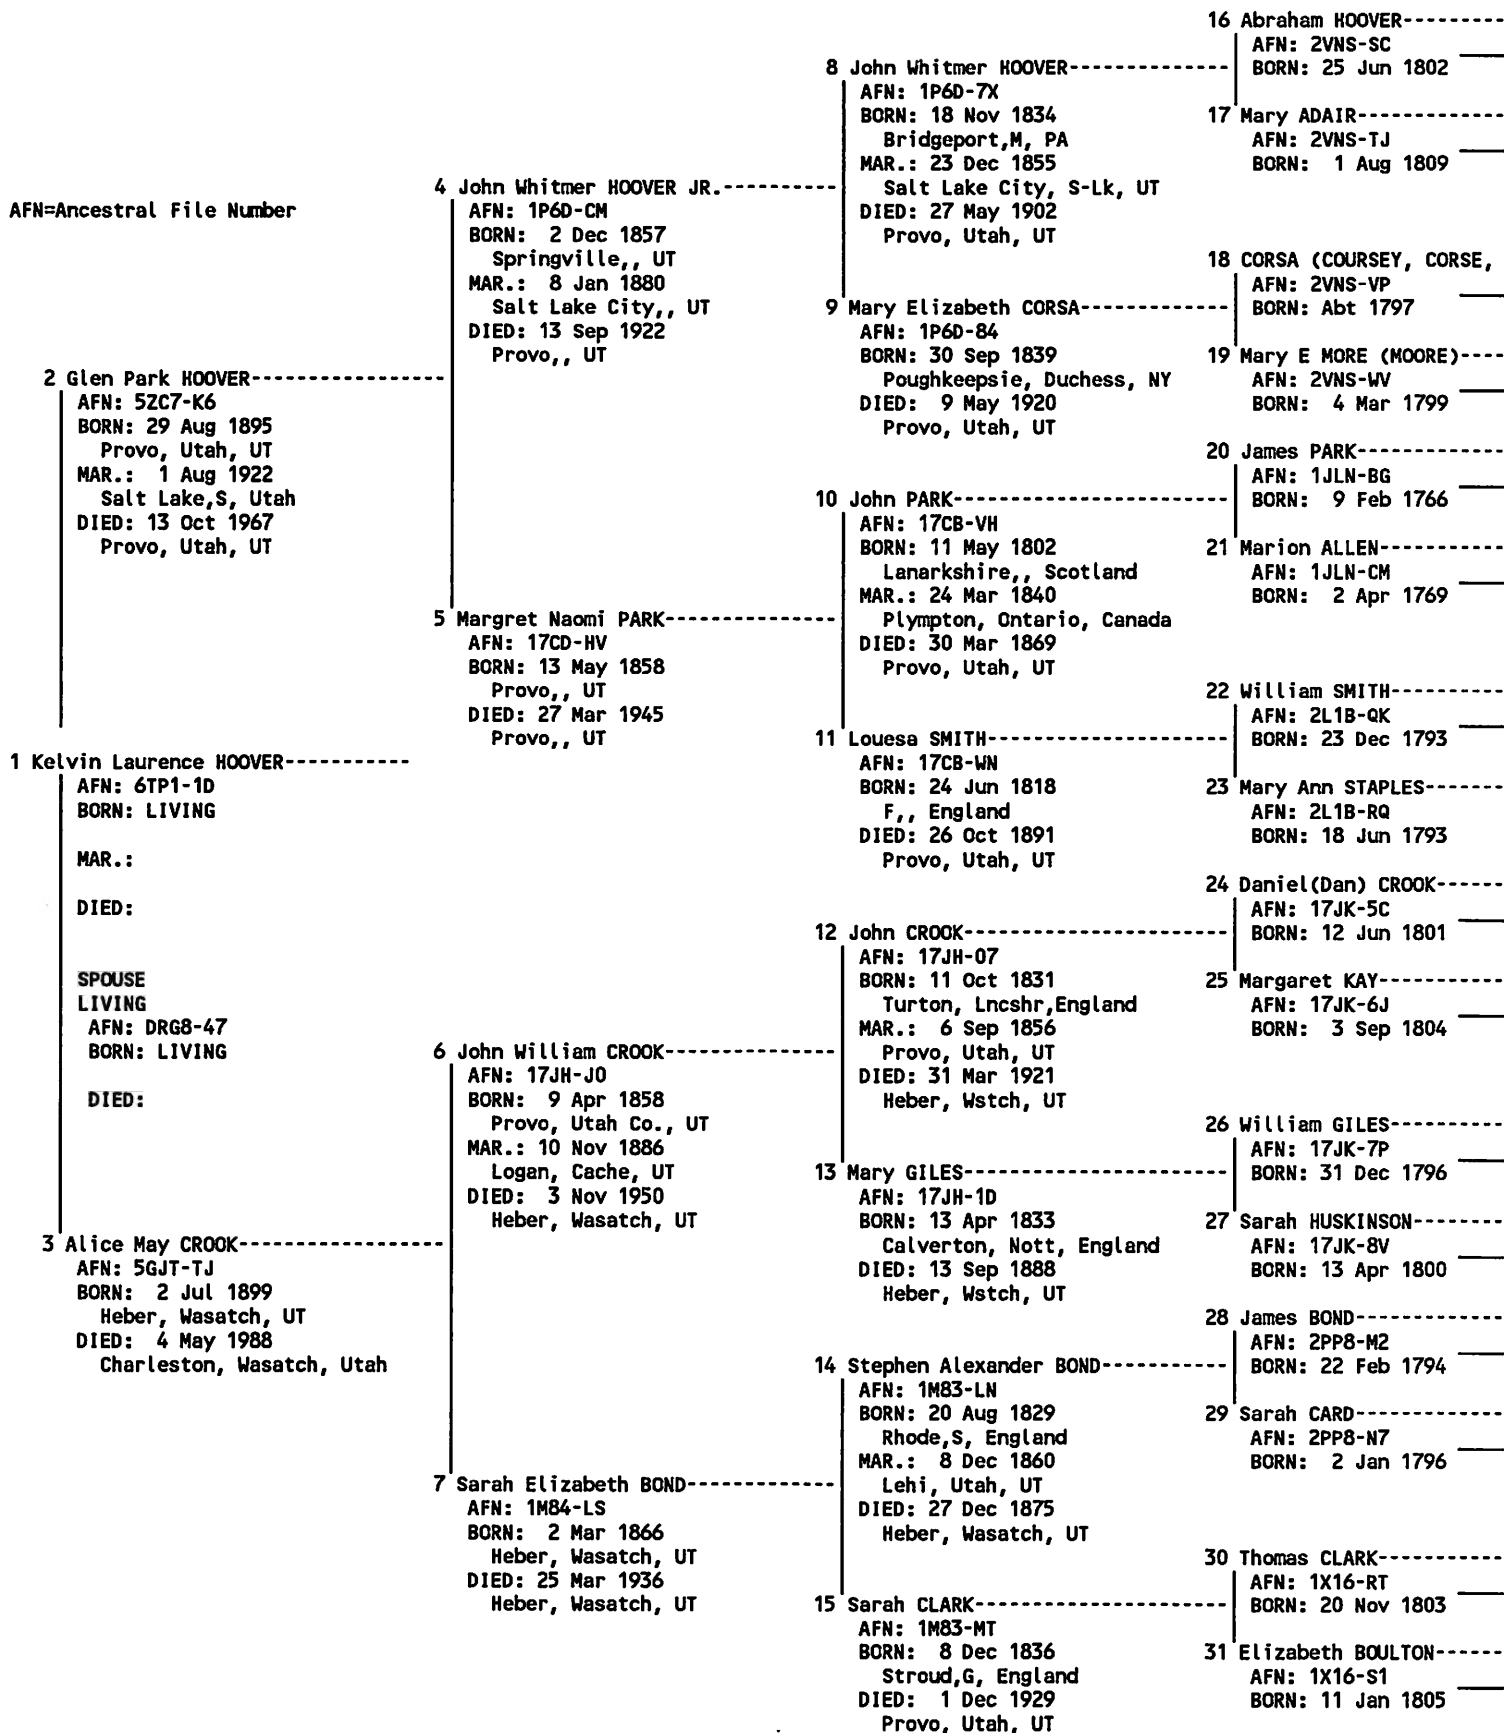 AFN=Ancestral File Number
1 Kelvin Laurence HOOVER-----------
AFN: 6TP1-1D
BORN: LIVING
MAR.:
DIED:
SPOUSE
LIVING
AFN: DRG8-47
BORN: LIVING
DIED:
2 Glen Park HOOVER-----------------
AFN: 5ZC7-K6
BORN: 29 Aug 1895
Provo, Utah, UT
MAR.: 1 Aug 1922
Salt Lake,S, Utah
DIED: 13 Oct 1967
Provo, Utah, UT
3 Alice May CROOK------------------
AFN: 5GJT-TJ
BORN: 2 Jul 1899
Heber, Wasatch, UT
DIED: 4 May 1988
Charleston, Wasatch, Utah
4 John Whitmer HOOVER JR.----------
AFN: 1P6D-CM
BORN: 2 Dec 1857
Springville,, UT
MAR.: 8 Jan 1880
Salt Lake City,, UT
DIED: 13 Sep 1922
Provo,, UT
5 Margret Naomi PARK---------------
AFN: 17CD-HV
BORN: 13 May 1858
Provo,, UT
DIED: 27 Mar 1945
Provo,, UT
6 John William CROOK---------------
AFN: 17JH-J0
BORN: 9 Apr 1858
Provo, Utah Co., UT
MAR.: 10 Nov 1886
Logan, Cache, UT
DIED: 3 Nov 1950
Heber, Wasatch, UT
7 Sarah Elizabeth BOND-------------
AFN: 1M84-LS
BORN: 2 Mar 1866
Heber, Wasatch, UT
DIED: 25 Mar 1936
Heber, Wasatch, UT
8 John Whitmer HOOVER--------------
AFN: 1P6D-7X
BORN: 18 Nov 1834
Bridgeport,M, PA
MAR.: 23 Dec 1855
Salt Lake City, S-Lk, UT
DIED: 27 May 1902
Provo, Utah, UT
9 Mary Elizabeth CORSA-------------
AFN: 1P6D-84
BORN: 30 Sep 1839
Poughkeepsie, Duchess, NY
DIED: 9 May 1920
Provo, Utah, UT
10 John PARK------------------------
AFN: 17CB-VH
BORN: 11 May 1802
Lanarkshire,, Scotland
MAR.: 24 Mar 1840
Plympton, Ontario, Canada
DIED: 30 Mar 1869
Provo, Utah, UT
11 Louesa SMITH---------------------
AFN: 17CB-WN
BORN: 24 Jun 1818
F,, England
DIED: 26 Oct 1891
Provo, Utah, UT
12 John CROOK-----------------------
AFN: 17JH-07
BORN: 11 Oct 1831
Turton, Lncshr,England
MAR.: 6 Sep 1856
Provo, Utah, UT
DIED: 31 Mar 1921
Heber, Wstch, UT
13 Mary GILES-----------------------
AFN: 17JH-1D
BORN: 13 Apr 1833
Calverton, Nott, England
DIED: 13 Sep 1888
Heber, Wstch, UT
14 Stephen Alexander BOND-----------
AFN: 1M83-LN
BORN: 20 Aug 1829
Rhode,S, England
MAR.: 8 Dec 1860
Lehi, Utah, UT
DIED: 27 Dec 1875
Heber, Wasatch, UT
15 Sarah CLARK----------------------
AFN: 1M83-MT
BORN: 8 Dec 1836
Stroud,G, England
DIED: 1 Dec 1929
Provo, Utah, UT
16 Abraham HOOVER---------
AFN: 2VNS-SC
BORN: 25 Jun 1802
17 Mary ADAIR-------------
AFN: 2VNS-TJ
BORN: 1 Aug 1809
18 CORSA (COURSEY, CORSE,
AFN: 2VNS-VP
BORN: Abt 1797
19 Mary E MORE (MOORE)----
AFN: 2VNS-WV
BORN: 4 Mar 1799
20 James PARK-------------
AFN: 1JLN-BG
BORN: 9 Feb 1766
21 Marion ALLEN-----------
AFN: 1JLN-CM
BORN: 2 Apr 1769
22 William SMITH----------
AFN: 2L1B-QK
BORN: 23 Dec 1793
23 Mary Ann STAPLES-------
AFN: 2L1B-RQ
BORN: 18 Jun 1793
24 Daniel(Dan) CROOK------
AFN: 17JK-5C
BORN: 12 Jun 1801
25 Margaret KAY-----------
AFN: 17JK-6J
BORN: 3 Sep 1804
26 William GILES----------
AFN: 17JK-7P
BORN: 31 Dec 1796
27 Sarah HUSKINSON--------
AFN: 17JK-8V
BORN: 13 Apr 1800
28 James BOND-------------
AFN: 2PP8-M2
BORN: 22 Feb 1794
29 Sarah CARD-------------
AFN: 2PP8-N7
BORN: 2 Jan 1796
30 Thomas CLARK-----------
AFN: 1X16-RT
BORN: 20 Nov 1803
31 Elizabeth BOULTON------
AFN: 1X16-S1
BORN: 11 Jan 1805